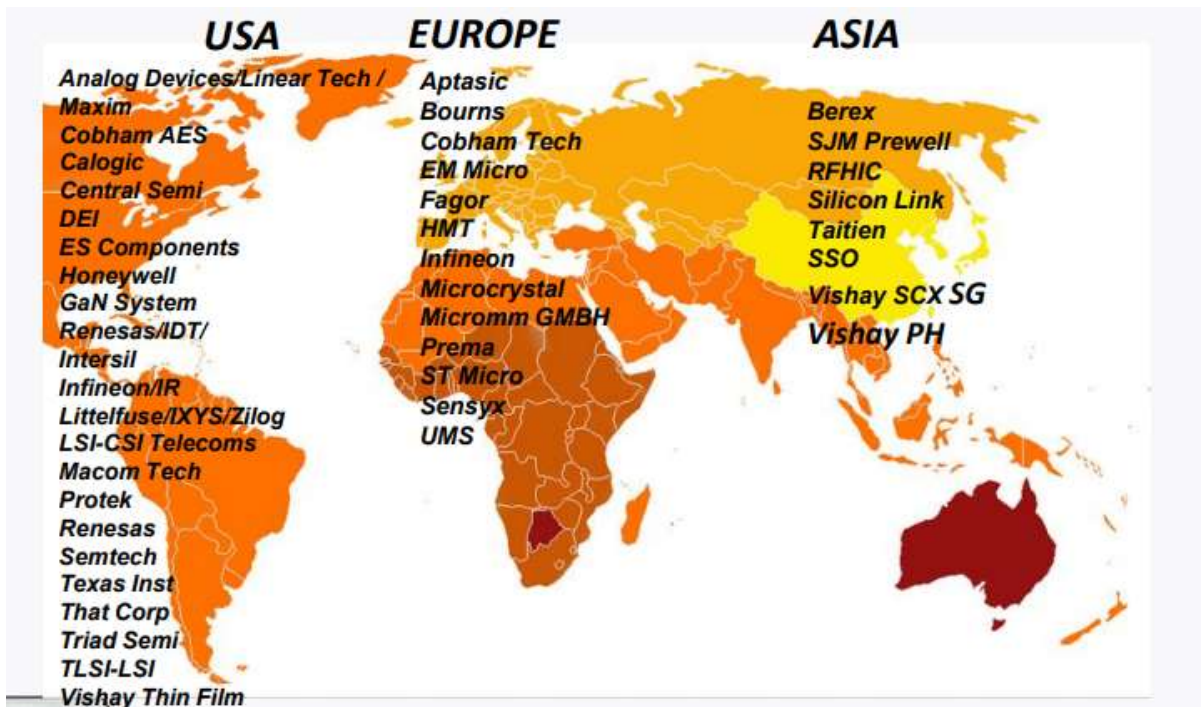 USA
Analog Devices/Linear Tech /
Maxim
Cobham AES
Calogic
Central Semi
DEI
ES Components
Honeywell
GaN System
Renesas/IDT/
Intersil
Infineon/IR
Littelfuse/IXYS/Zilog
LSI-CSI Telecoms
Macom Tech
Protek
Renesas
Semtech
Texas Inst
That Corp
Triad Semi
TLSI-LSI
Vishay Thin Film
EUROPE
Aptasic
Bourns
Cobham Tech
EM Micro
Fagor
HMT
Infineon
Microcrystal
Micromm GMBH
Prema
ST Micro
Sensyx
UMS
ASIA
Berex
SJM Prewell
RFHIC
Silicon Link
Taitien
SSO
Vishay SCX SG
Vishay PH